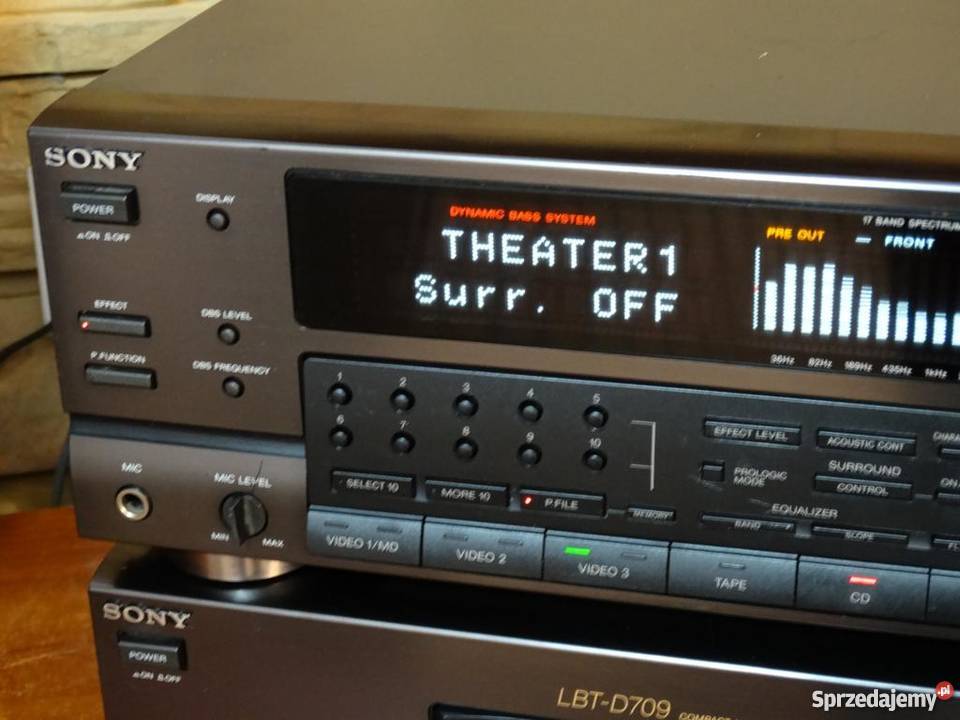 SONY
POWER
ON OFF
DISPLAY
EFFECT
DBS LEVEL
P.FUNCTION
DBS FREQUENCY
DYNAMIC BASS SYSTEM
THEATER1
Surr. OFF
17 BAND SPECTRUM
PRE OUT
FRONT
36Hz 82Hz 189Hz 435Hz 1kHz
1 2 3 4 5
6 7 8 9 10
SELECT 10
MORE 10
P.FILE
MEMORY
EFFECT LEVEL
ACOUSTIC CONT
PROLOGIC
MODE
SURROUND
CONTROL
EQUALIZER
BAND
SLOPE
MIC
MIC LEVEL
MIN MAX
VIDEO 1/MD
VIDEO 2
VIDEO 3
TAPE
CD
SONY
POWER
ON OFF
LBT-D709
Sprzedajemy.pl